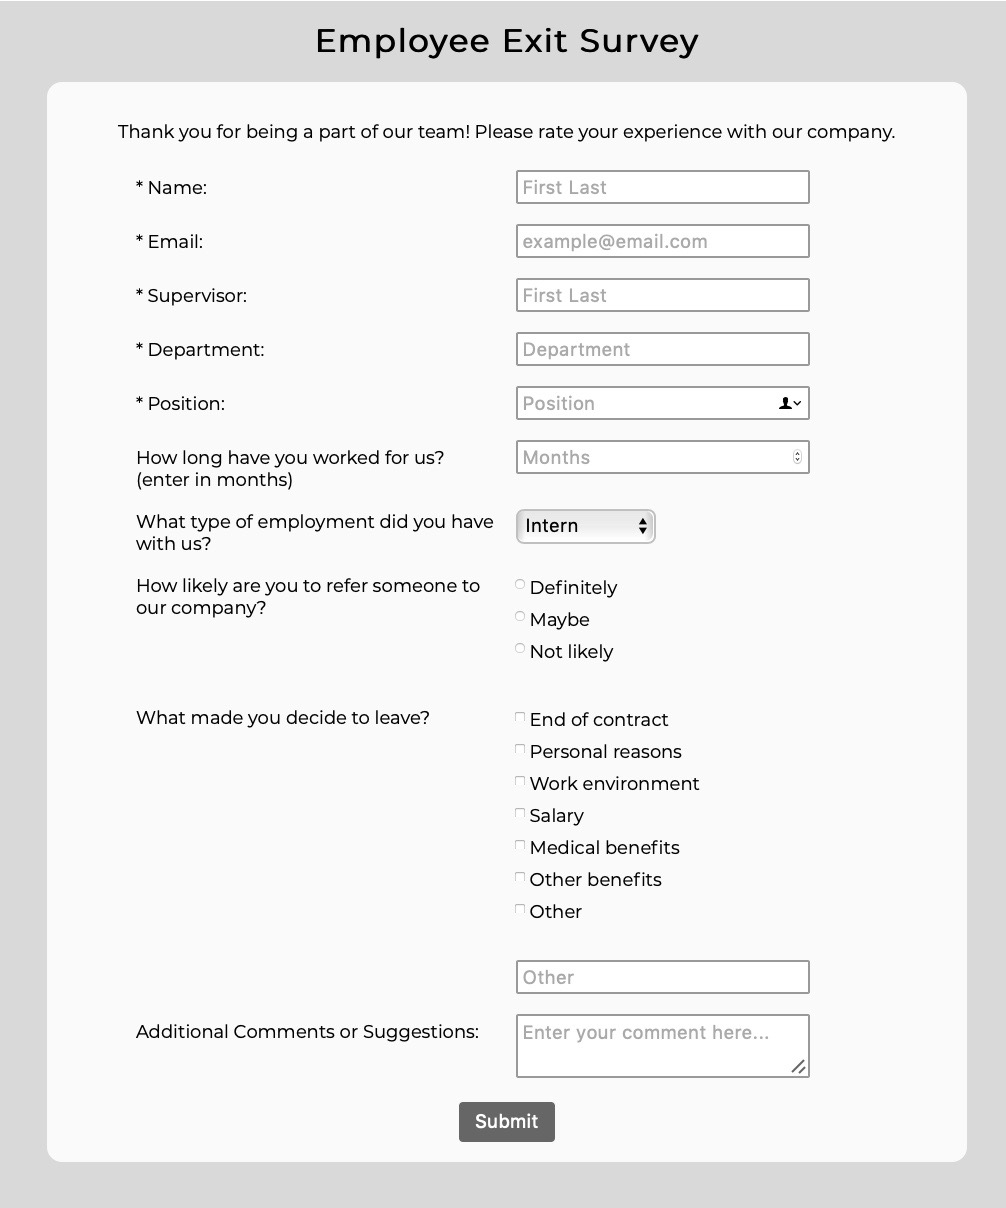 Employee Exit Survey
Thank you for being a part of our team! Please rate your experience with our company.
* Name:
First Last
* Email:
example@email.com
* Supervisor:
First Last
* Department:
Department
* Position:
Position
How long have you worked for us?
(enter in months)
Months
What type of employment did you have
with us?
Intern
How likely are you to refer someone to
our company?
Definitely
Maybe
Not likely
What made you decide to leave?
End of contract
Personal reasons
Work environment
Salary
Medical benefits
Other benefits
Other
Other
Additional Comments or Suggestions:
Enter your comment here...
Submit